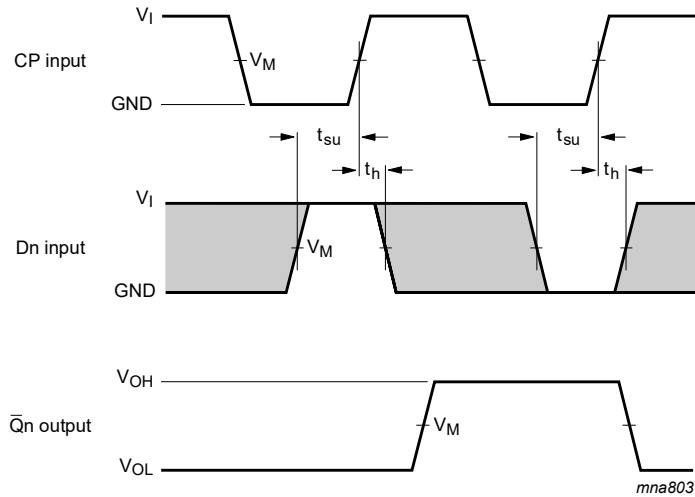 V_I
CP input
V_M
GND
t_su
t_su
t_h
t_h
V_I
Dn input
V_M
GND
V_OH
Q̅n output
V_M
V_OL
mna803